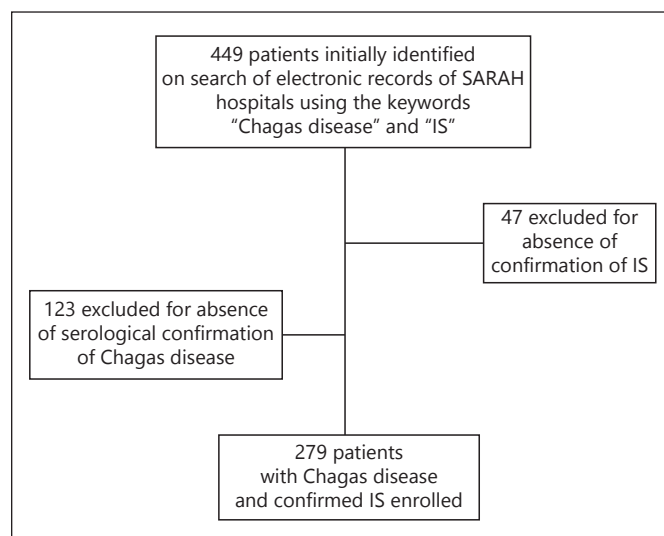 449 patients initially identified
on search of electronic records of SARAH
hospitals using the keywords
“Chagas disease” and “IS”
47 excluded for
absence of
confirmation of IS
123 excluded for absence
of serological confirmation
of Chagas disease
279 patients
with Chagas disease
and confirmed IS enrolled